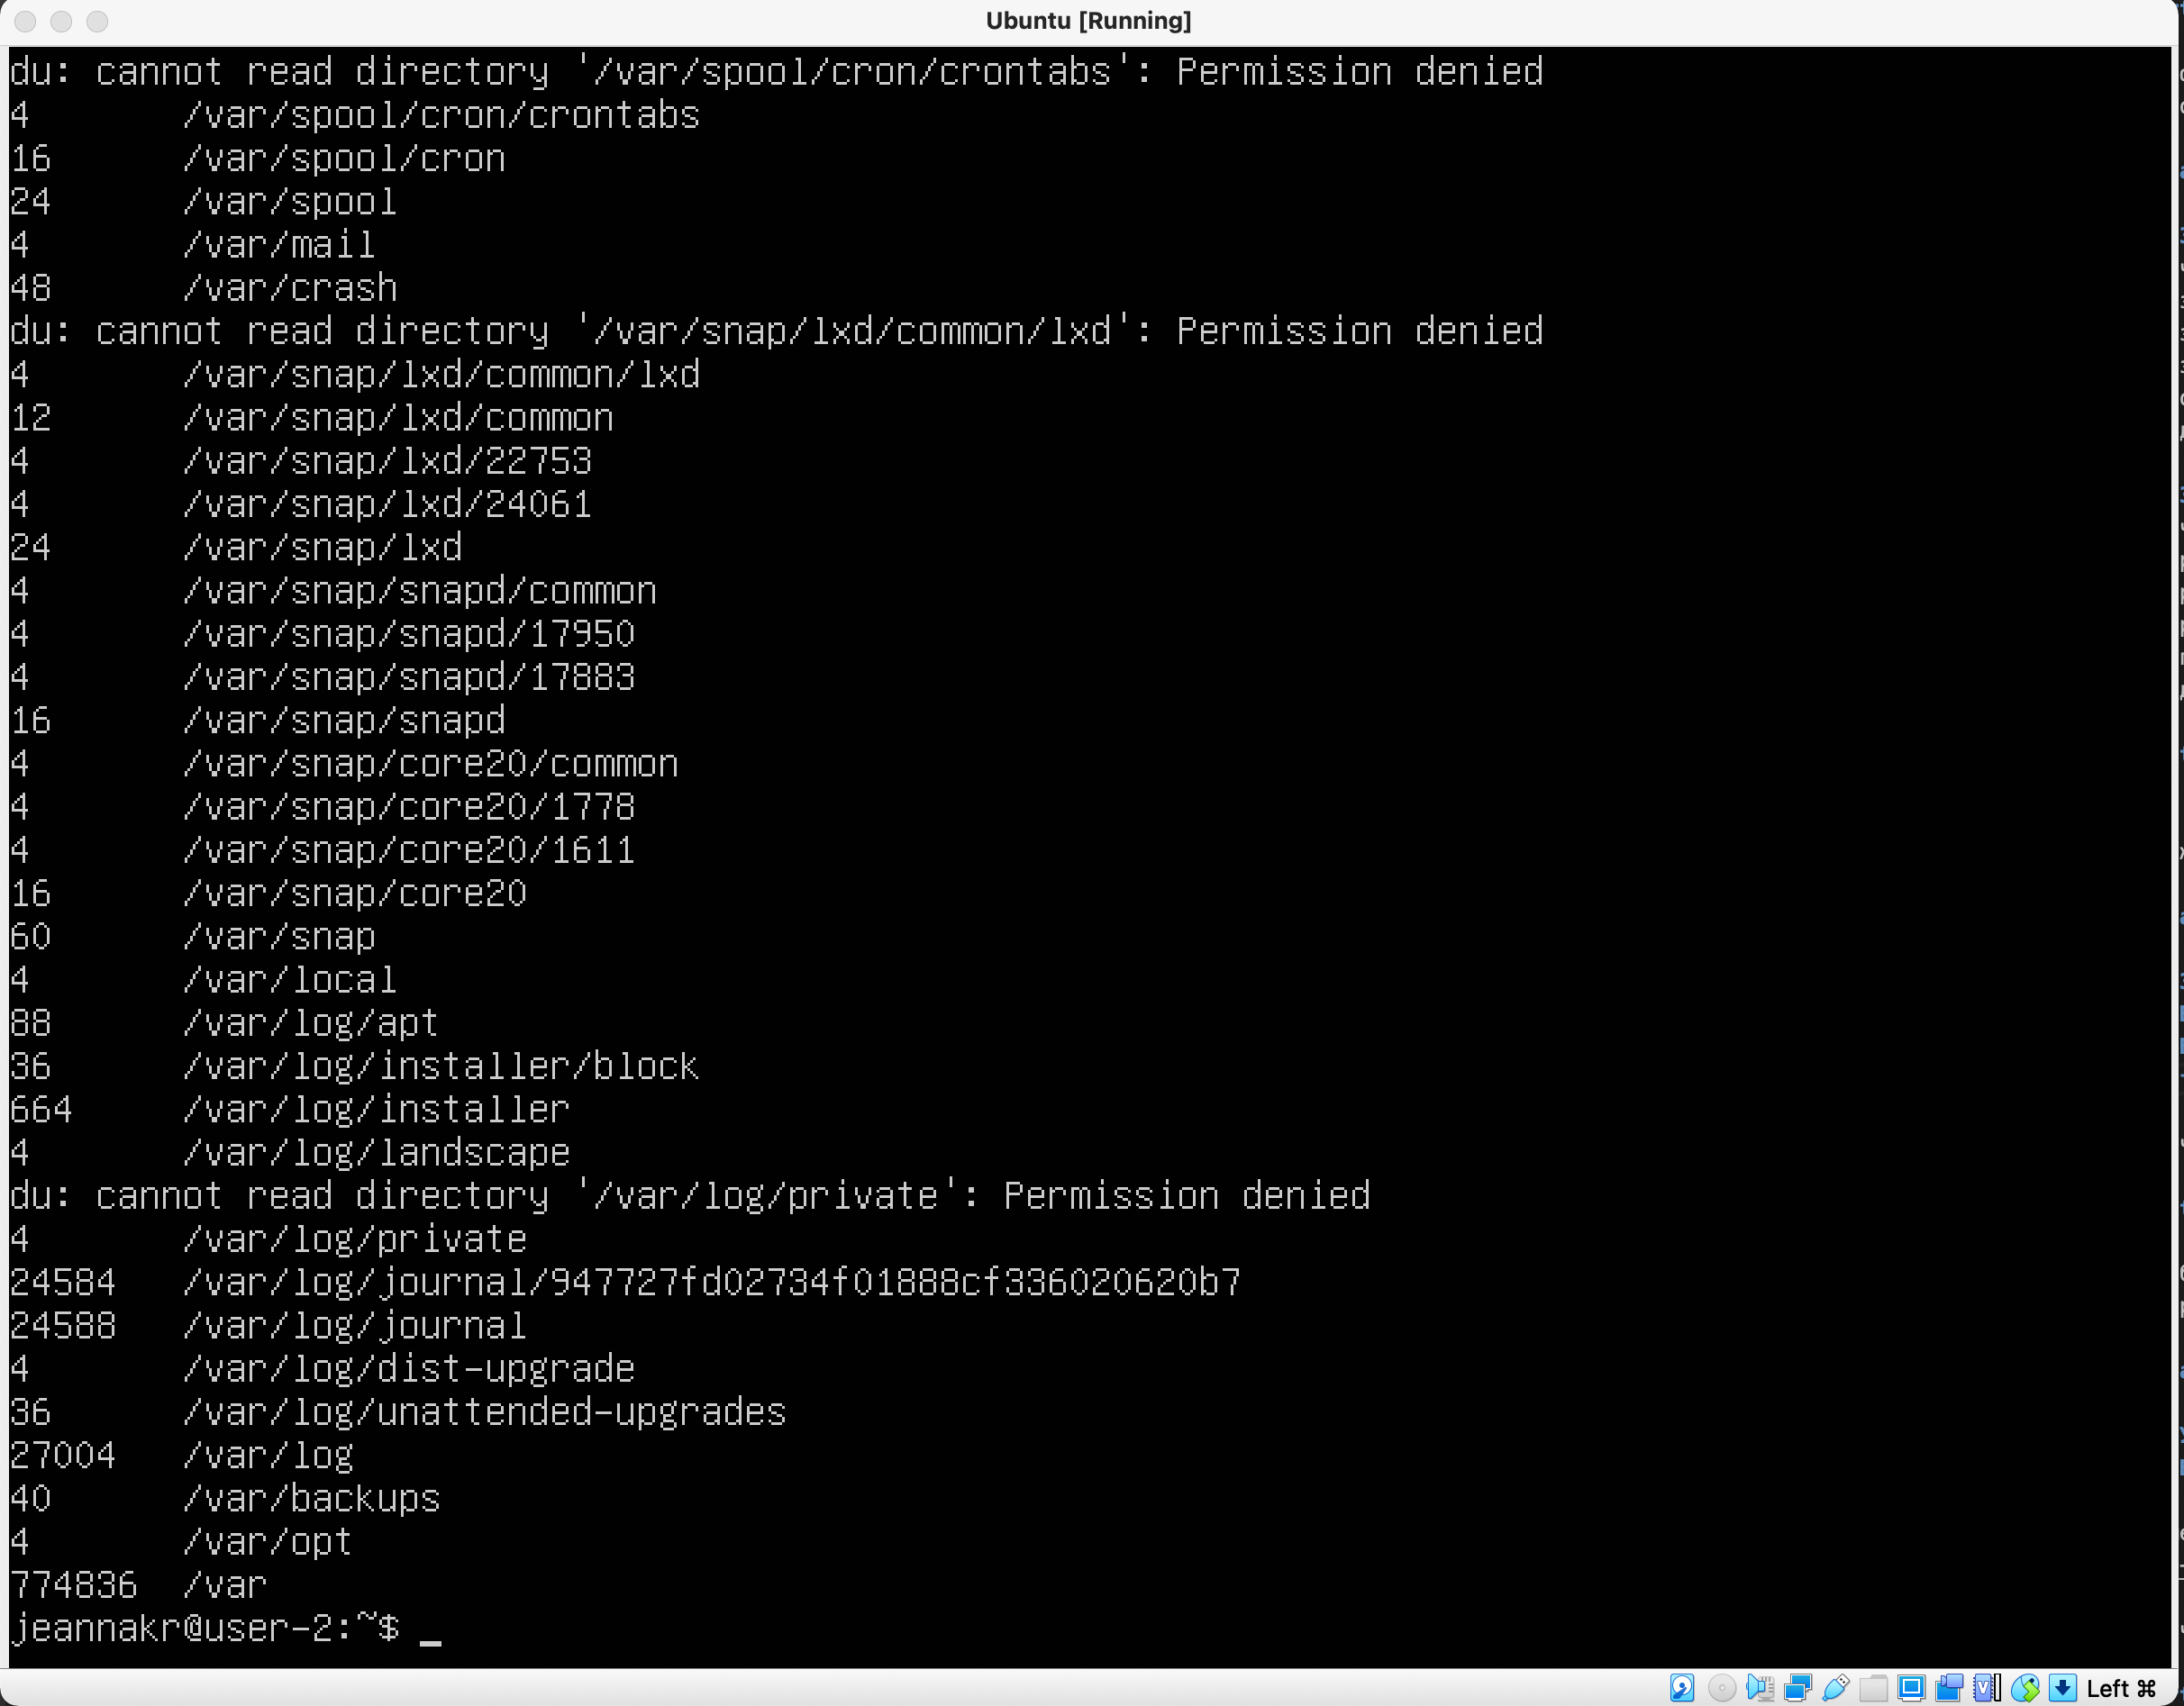 Ubuntu [Running]
du: cannot read directory '/var/spool/cron/crontabs': Permission denied
4 /var/spool/cron/crontabs
16 /var/spool/cron
24 /var/spool
4 /var/mail
48 /var/crash
du: cannot read directory '/var/snap/lxd/common/lxd': Permission denied
4 /var/snap/lxd/common/lxd
12 /var/snap/lxd/common
4 /var/snap/lxd/22753
4 /var/snap/lxd/24061
24 /var/snap/lxd
4 /var/snap/snapd/common
4 /var/snap/snapd/17950
4 /var/snap/snapd/17883
16 /var/snap/snapd
4 /var/snap/core20/common
4 /var/snap/core20/1778
4 /var/snap/core20/1611
16 /var/snap/core20
60 /var/snap
4 /var/local
88 /var/log/apt
36 /var/log/installer/block
664 /var/log/installer
4 /var/log/landscape
du: cannot read directory '/var/log/private': Permission denied
4 /var/log/private
24584 /var/log/journal/947727fd02734f01888cf336020620b7
24588 /var/log/journal
4 /var/log/dist-upgrade
36 /var/log/unattended-upgrades
27004 /var/log
40 /var/backups
4 /var/opt
774836 /var
jeannakr@user-2:~$ _
Left ⌘